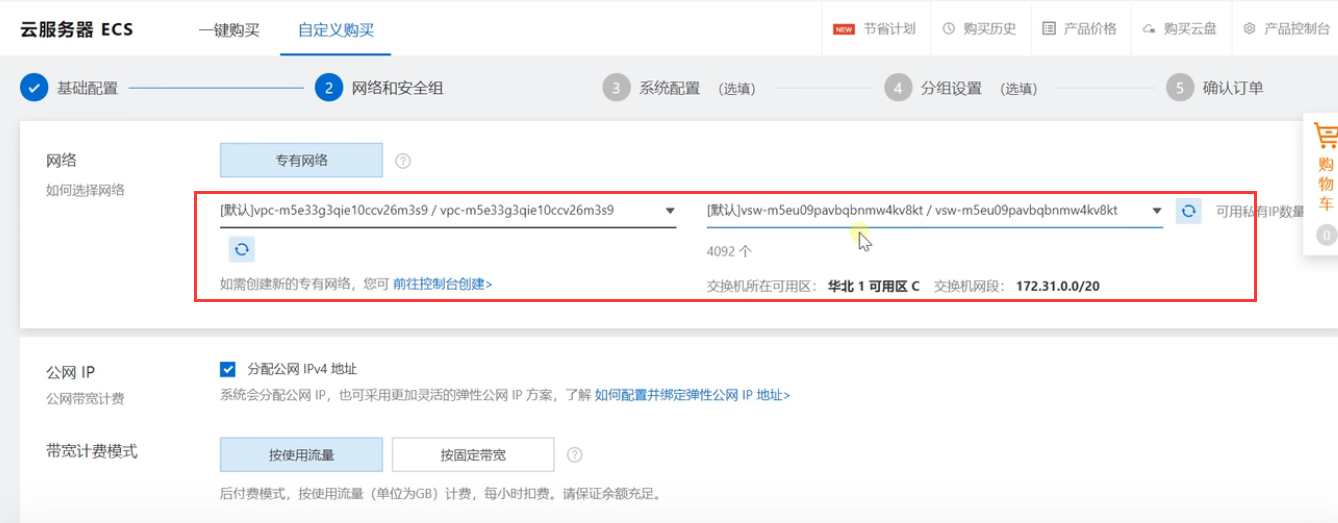 云服务器 ECS 一键购买 自定义购买 NEW 节省计划 购买历史 产品价格 购买云盘 产品控制台
基础配置 2 网络和安全组 3 系统配置 (选填) 4 分组设置 (选填) 5 确认订单
网络 专有网络 ?
如何选择网络
[默认]vpc-m5e33g3qie10ccv26m3s9 / vpc-m5e33g3qie10ccv26m3s9 [默认]vsw-m5eu09pavbqbnmw4kv8kt / vsw-m5eu09pavbqbnmw4kv8kt 可用私有IP数量
4092 个
如需创建新的专有网络，您可 前往控制台创建> 交换机所在可用区： 华北 1 可用区 C 交换机网段： 172.31.0.0/20
购物车
0
公网 IP 分配公网 IPv4 地址
公网带宽计费 系统会分配公网 IP，也可采用更加灵活的弹性公网 IP 方案，了解 如何配置并绑定弹性公网 IP 地址>
带宽计费模式 按使用流量 按固定带宽 ?
后付费模式，按使用流量（单位为GB）计费，每小时扣费。请保证余额充足。